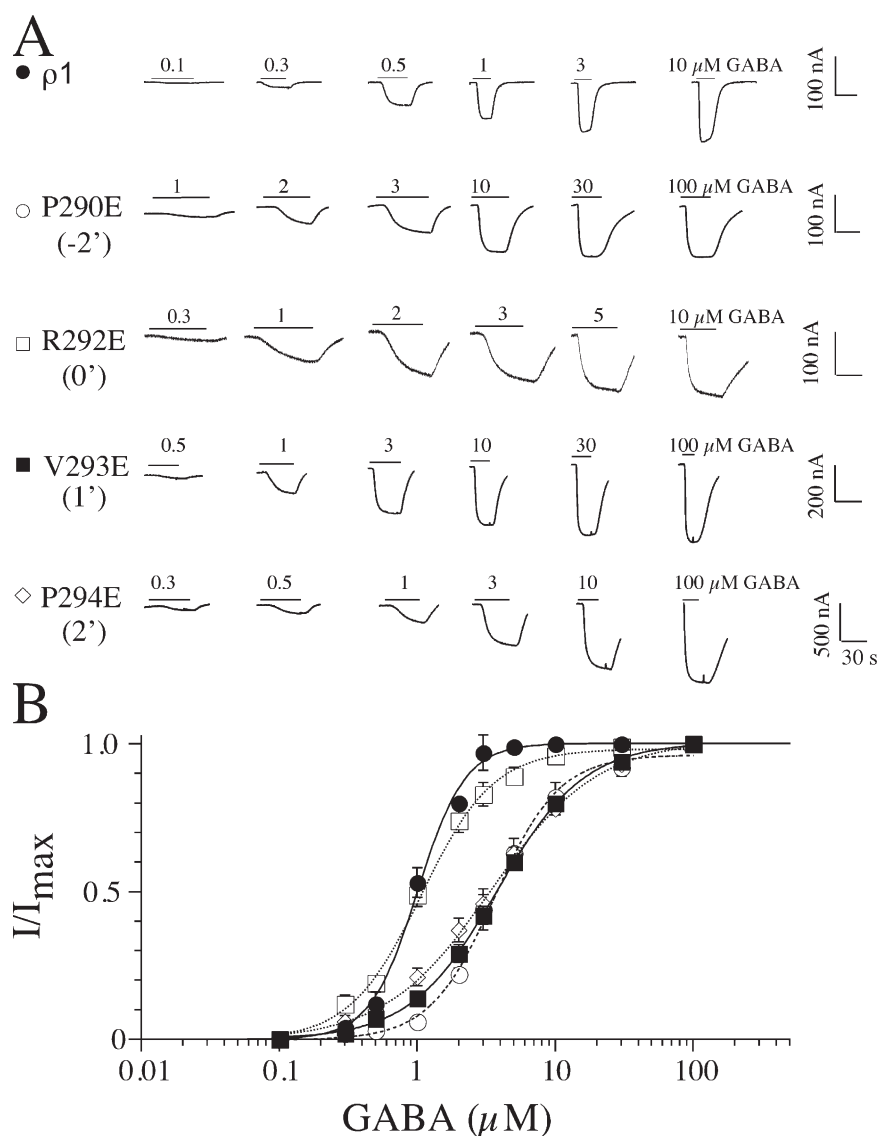 A
ρ1
0.1 0.3 0.5 1 3 10 μM GABA
100 nA
P290E
(-2’)
1 2 3 10 30 100 μM GABA
100 nA
R292E
(0’)
0.3 1 2 3 5 10 μM GABA
100 nA
V293E
(1’)
0.5 1 3 10 30 100 μM GABA
200 nA
P294E
(2’)
0.3 0.5 1 3 10 100 μM GABA
500 nA
30 s
B
1.0
0.5
0
I/Imax
0.01 0.1 1 10 100
GABA (μM)